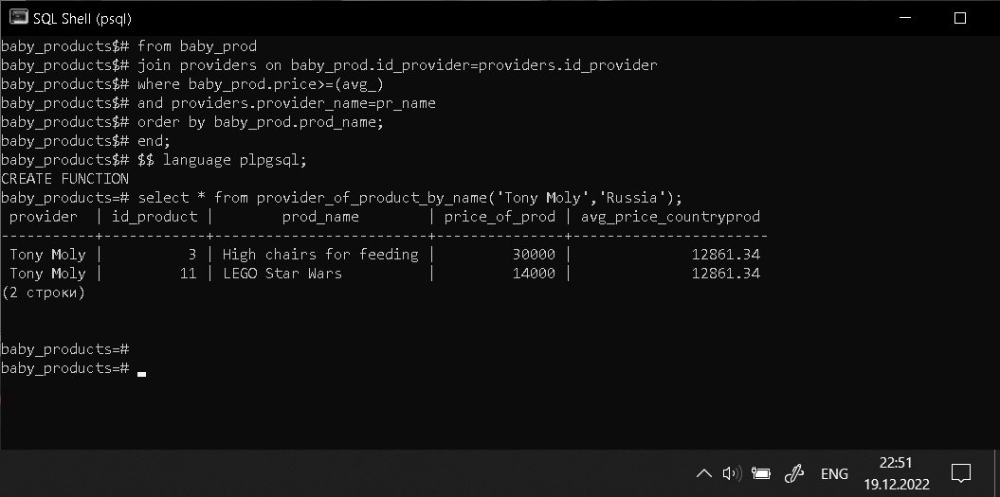 SQL Shell (psql)
baby_products$# from baby_prod
baby_products$# join providers on baby_prod.id_provider=providers.id_provider
baby_products$# where baby_prod.price>=(avg_)
baby_products$# and providers.provider_name=pr_name
baby_products$# order by baby_prod.prod_name;
baby_products$# end;
baby_products$# $$ language plpgsql;
CREATE FUNCTION
baby_products=# select * from provider_of_product_by_name('Tony Moly','Russia');
 provider  | id_product |        prod_name        | price_of_prod | avg_price_countryprod
-----------+------------+-------------------------+---------------+-----------------------
 Tony Moly |          3 | High chairs for feeding |         30000 |              12861.34
 Tony Moly |         11 | LEGO Star Wars          |         14000 |              12861.34
(2 строки)
baby_products=#
baby_products=#
ENG
22:51
19.12.2022